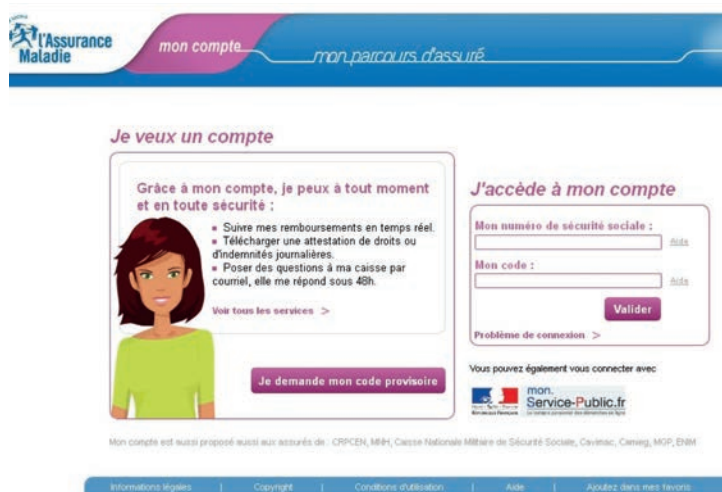 l'Assurance
Maladie
mon compte
mon parcours d'assuré
Je veux un compte
Grâce à mon compte, je peux à tout moment
et en toute sécurité :
Suivre mes remboursements en temps réel.
Télécharger une attestation de droits ou
d'indemnités journalières.
Poser des questions à ma caisse par
courriel, elle me répond sous 48h.
Voir tous les services >
Je demande mon code provisoire
J'accède à mon compte
Mon numéro de sécurité sociale :
Aide
Mon code :
Aide
Valider
Problème de connexion >
Vous pouvez également vous connecter avec
mon.
Service-Public.fr
Mon compte est aussi proposé aussi aux assurés de : CRPCEN, MNH, Caisse Nationale Militaire de Sécurité Sociale, Cavimac, Camieg, MGP, ENIM
Informations légales | Copyright | Conditions d'utilisation | Aide | Ajoutez dans mes favoris